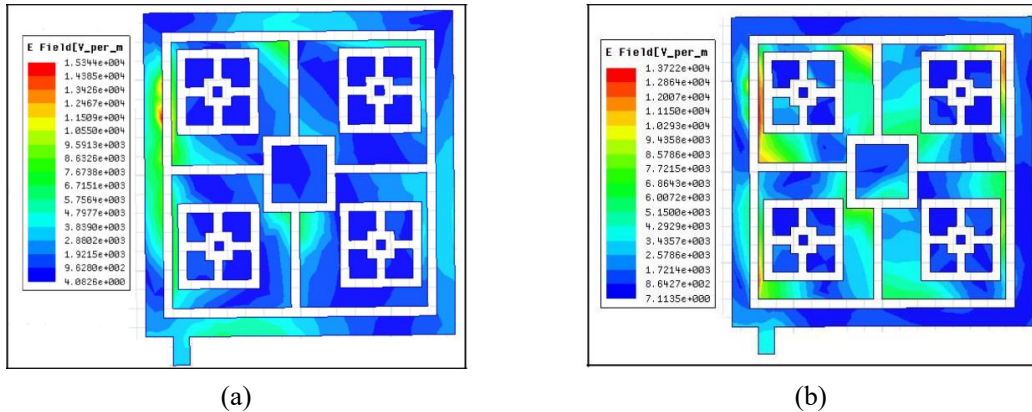 E Field[V_per_m
1.5344e+004
1.4385e+004
1.3426e+004
1.2467e+004
1.1509e+004
1.0550e+004
9.5913e+003
8.6326e+003
7.6738e+003
6.7151e+003
5.7564e+003
4.7977e+003
3.8390e+003
2.8802e+003
1.9215e+003
9.6280e+002
4.0826e+000
(a)
E Field[V_per_m
1.3722e+004
1.2864e+004
1.2007e+004
1.1150e+004
1.0293e+004
9.4358e+003
8.5786e+003
7.7215e+003
6.8643e+003
6.0072e+003
5.1500e+003
4.2929e+003
3.4357e+003
2.5786e+003
1.7214e+003
8.6427e+002
7.1135e+000
(b)